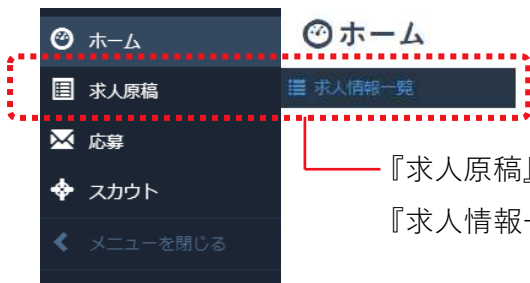 ホーム
求人原稿
応募
スカウト
メニューを閉じる
ホーム
求人情報一覧
『求人原稿』
『求人情報